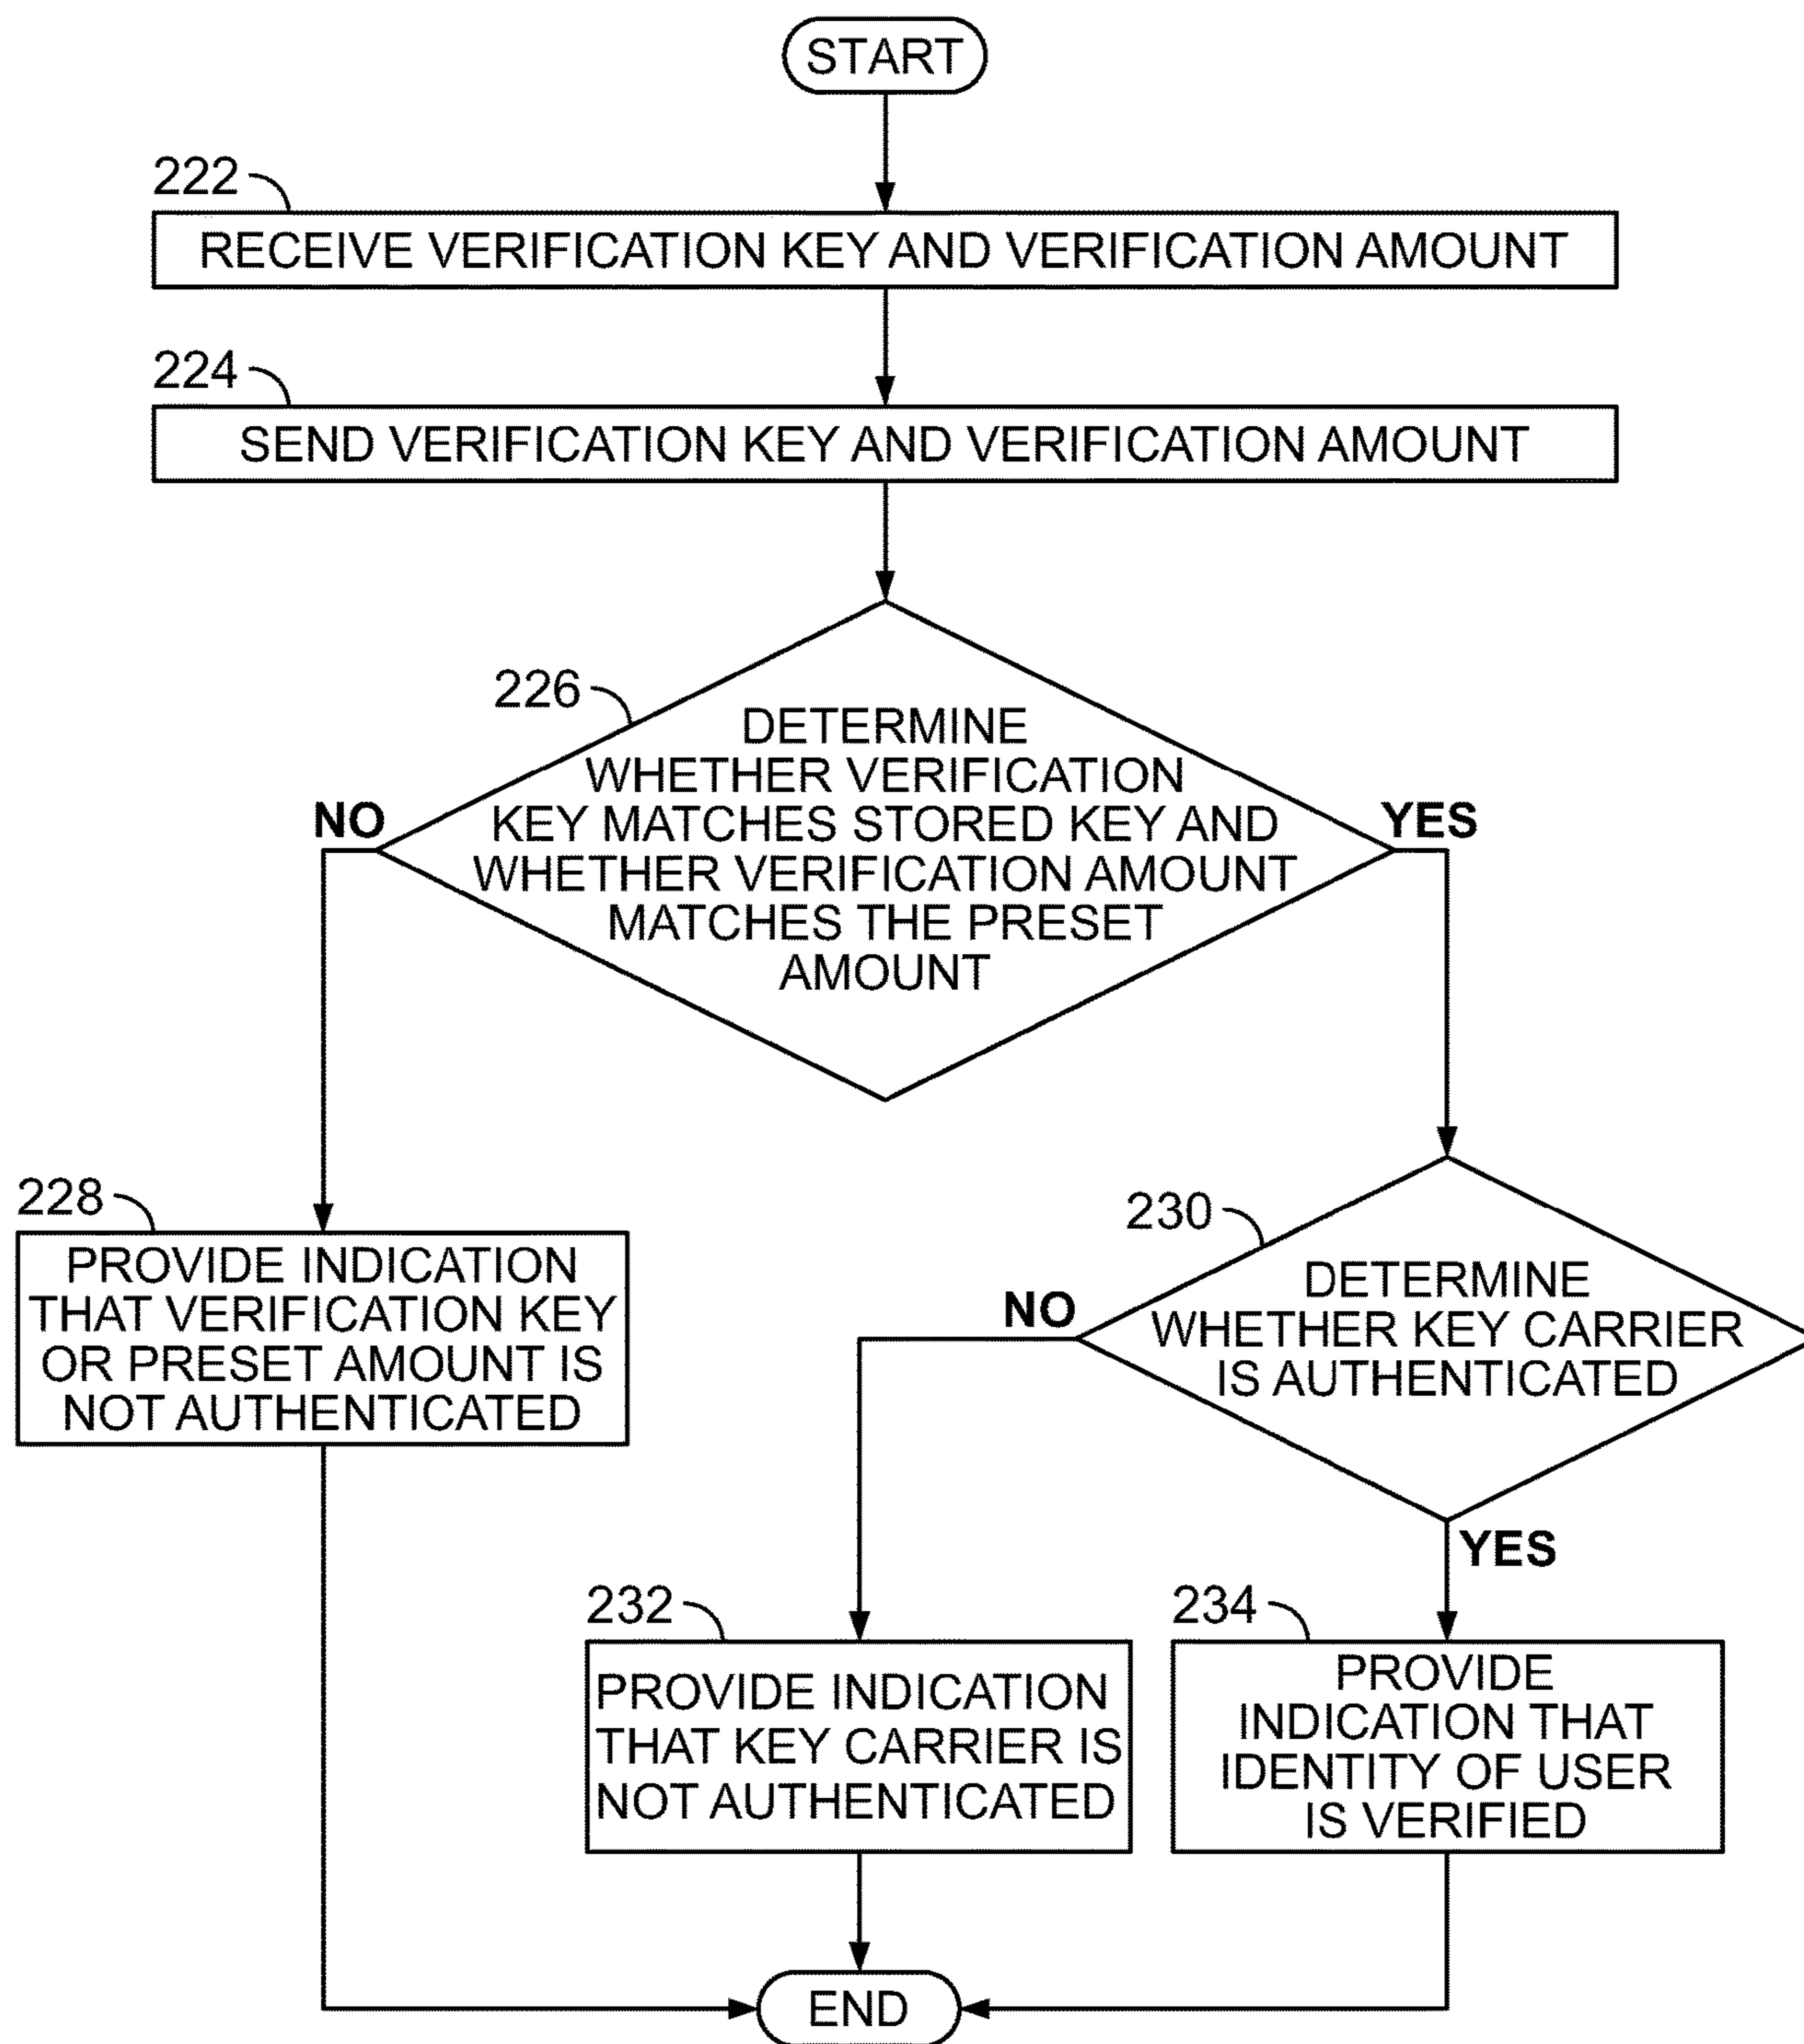 START
222
RECEIVE VERIFICATION KEY AND VERIFICATION AMOUNT
224
SEND VERIFICATION KEY AND VERIFICATION AMOUNT
226
DETERMINE
WHETHER VERIFICATION
KEY MATCHES STORED KEY AND
WHETHER VERIFICATION AMOUNT
MATCHES THE PRESET
AMOUNT
NO
YES
228
PROVIDE INDICATION
THAT VERIFICATION KEY
OR PRESET AMOUNT IS
NOT AUTHENTICATED
230
DETERMINE
WHETHER KEY CARRIER
IS AUTHENTICATED
NO
YES
232
PROVIDE INDICATION
THAT KEY CARRIER IS
NOT AUTHENTICATED
234
PROVIDE
INDICATION THAT
IDENTITY OF USER
IS VERIFIED
END